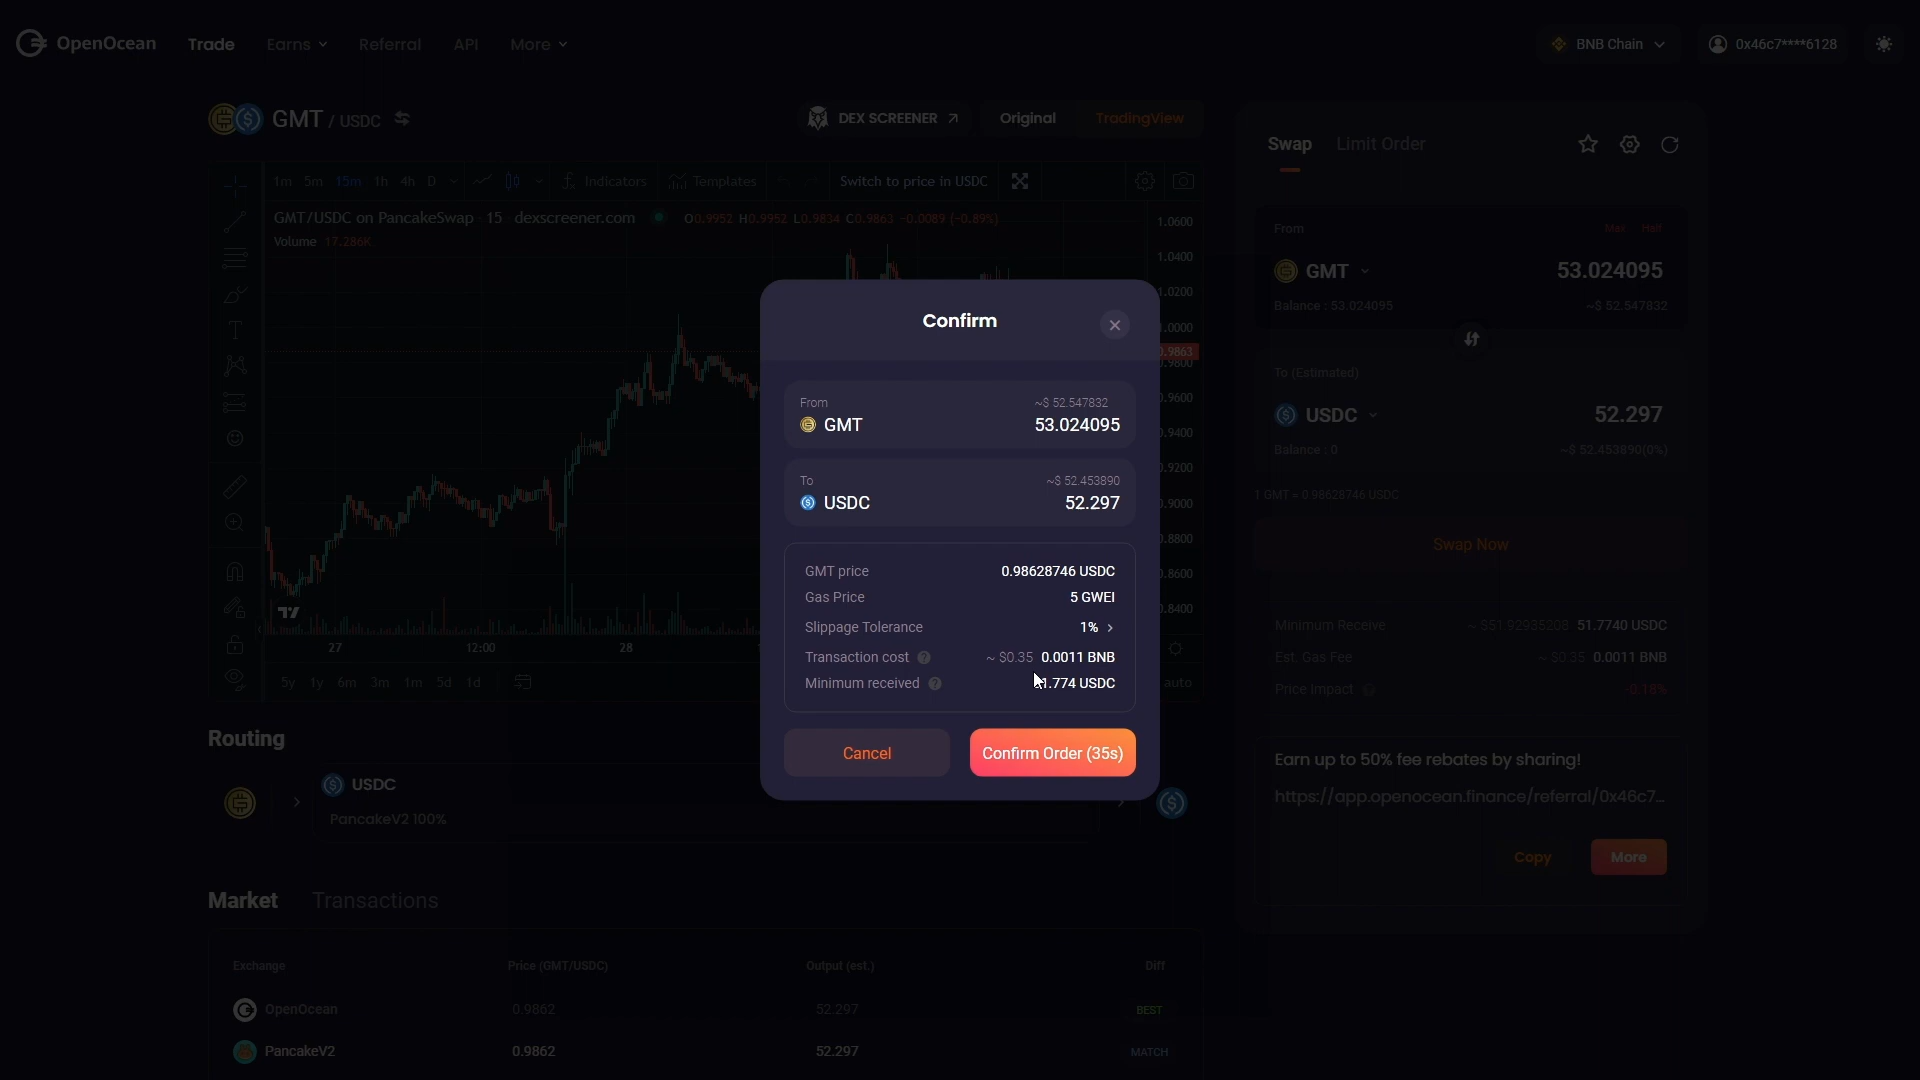 OpenOcean Trade Earns Referral API More BNB Chain 0x46c7****6128
GMT / USDC DEX SCREENER Original TradingView
1m 5m 15m 1h 4h D Indicators Templates Switch to price in USDC
GMT/USDC on PancakeSwap 15 dexscreener.com O0.9952 H0.9952 L0.9834 C0.9863 -0.0089 (-0.89%)
Volume 17.286K
1.0600
1.0400
1.0200
1.0000
0.9863
0.9800
0.9600
0.9400
0.9200
0.9000
0.8800
0.8600
0.8400
27 12:00 28
5y 1y 6m 3m 1m 5d 1d auto
Confirm
From ~$ 52.547832
GMT 53.024095
To ~$ 52.453890
USDC 52.297
GMT price 0.98628746 USDC
Gas Price 5 GWEI
Slippage Tolerance 1% >
Transaction cost ? ~ $0.35 0.0011 BNB
Minimum received ? 1.774 USDC
Cancel Confirm Order (35s)
Swap Limit Order
From Max Half
GMT 53.024095
Balance : 53.024095 ~$ 52.547832
To (Estimated)
USDC 52.297
Balance : 0 ~$ 52.453890(0%)
1 GMT = 0.98628746 USDC
Swap Now
Minimum Receive ~ $51.92935208 51.7740 USDC
Est. Gas Fee ~ $0.35 0.0011 BNB
Price Impact ? -0.18%
Earn up to 50% fee rebates by sharing!
https://app.openocean.finance/referral/0x46c7...
Copy More
Routing
USDC
PancakeV2 100%
Market Transactions
Exchange Price (GMT/USDC) Output (est.) Diff
OpenOcean 0.9862 52.297 BEST
PancakeV2 0.9862 52.297 MATCH